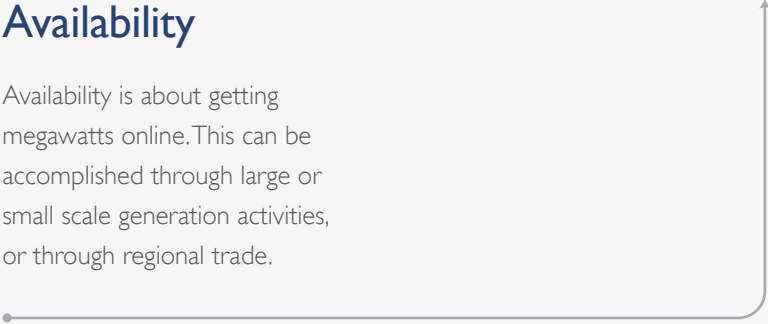 Availability
Availability is about getting
megawatts online. This can be
accomplished through large or
small scale generation activities,
or through regional trade.